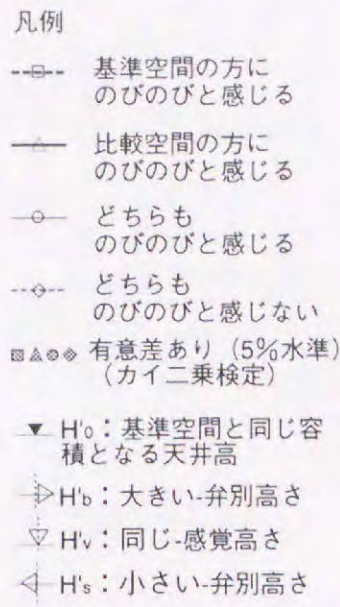 凡例
基準空間の方に
のびのびと感じる
比較空間の方に
のびのびと感じる
どちらも
のびのびと感じる
どちらも
のびのびと感じない
有意差あり（5%水準）
（カイ二乗検定）
H'₀：基準空間と同じ容
積となる天井高
H'b：大きい-弁別高さ
H'v：同じ-感覚高さ
H's：小さい-弁別高さ